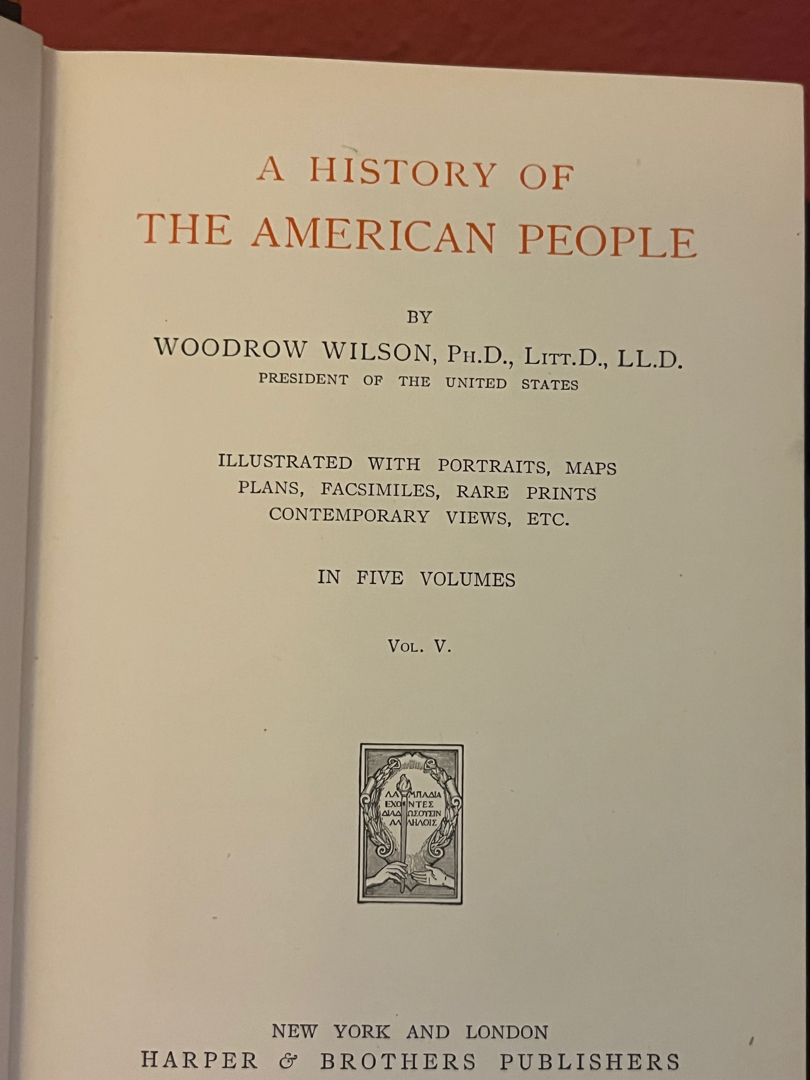 A HISTORY OF
THE AMERICAN PEOPLE
BY
WOODROW WILSON, Ph.D., Litt.D., LL.D.
PRESIDENT OF THE UNITED STATES
ILLUSTRATED WITH PORTRAITS, MAPS
PLANS, FACSIMILES, RARE PRINTS
CONTEMPORARY VIEWS, ETC.
IN FIVE VOLUMES
Vol. V.
ΛΑΜΠΑΔΙΑ
ΕΧΟΝΤΕΣ
ΔΙΑΔΩΣΟΥΣΙΝ
ΑΛΛΗΛΟΙΣ
NEW YORK AND LONDON
HARPER & BROTHERS PUBLISHERS